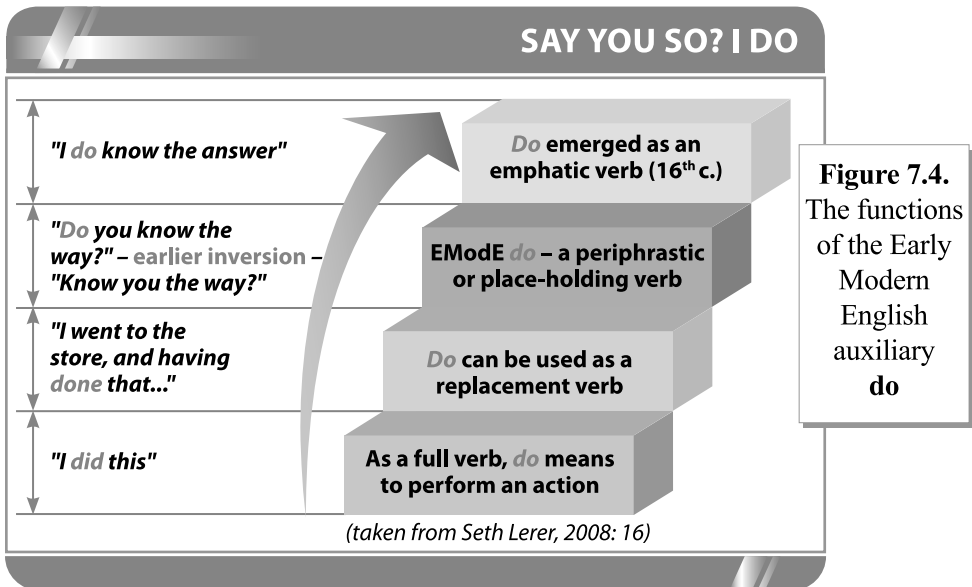 SAY YOU SO? I DO
"I do know the answer"
Do emerged as an
emphatic verb (16th c.)
"Do you know the
way?" – earlier inversion –
"Know you the way?"
EModE do – a periphrastic
or place-holding verb
"I went to the
store, and having
done that..."
Do can be used as a
replacement verb
"I did this"
As a full verb, do means
to perform an action
(taken from Seth Lerer, 2008: 16)
Figure 7.4.
The functions
of the Early
Modern
English
auxiliary
do